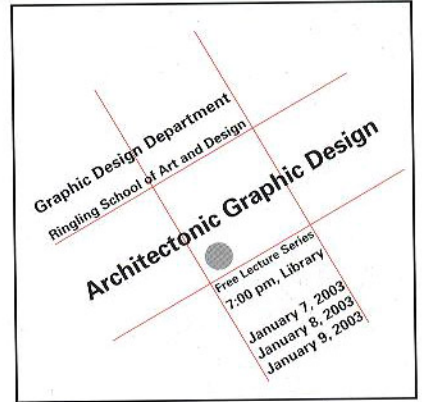 Graphic Design Department
Ringling School of Art and Design
Architectonic Graphic Design
Free Lecture Series
7:00 pm, Library
January 7, 2003
January 8, 2003
January 9, 2003